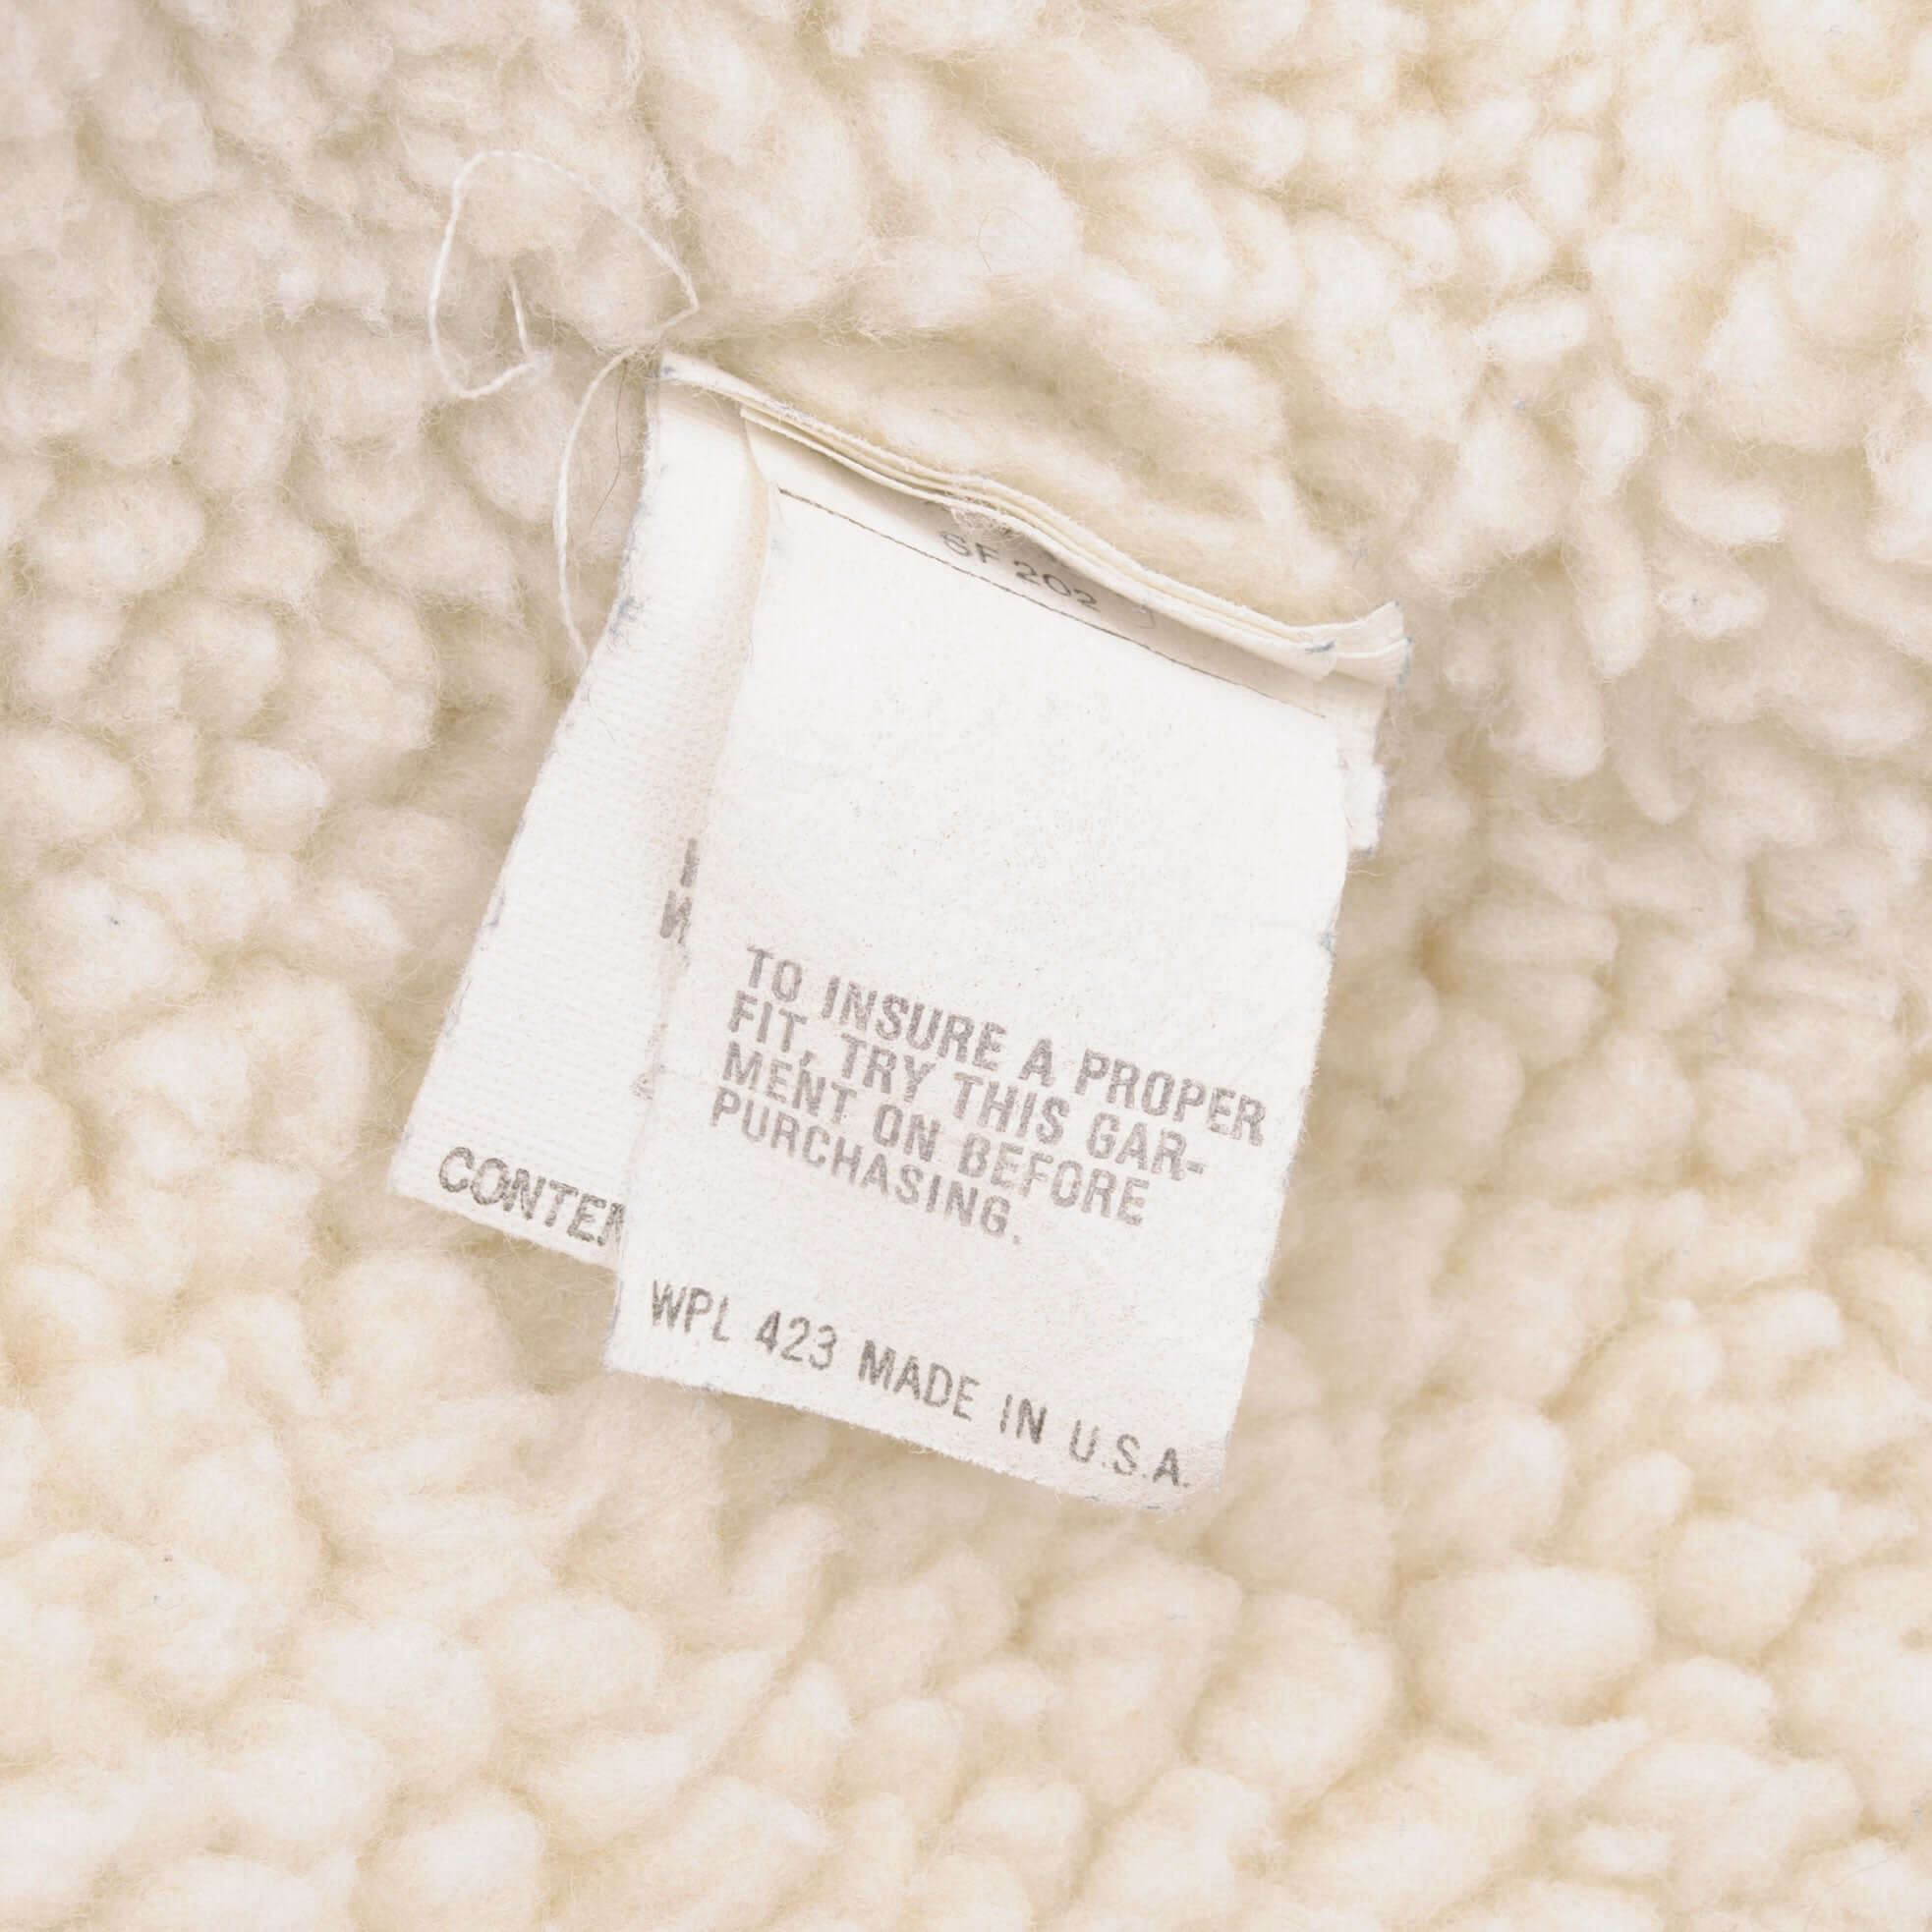 SF 202
TO INSURE A PROPER
FIT, TRY THIS GAR-
MENT ON BEFORE
PURCHASING.
WPL 423 MADE IN U.S.A.
CONTEN